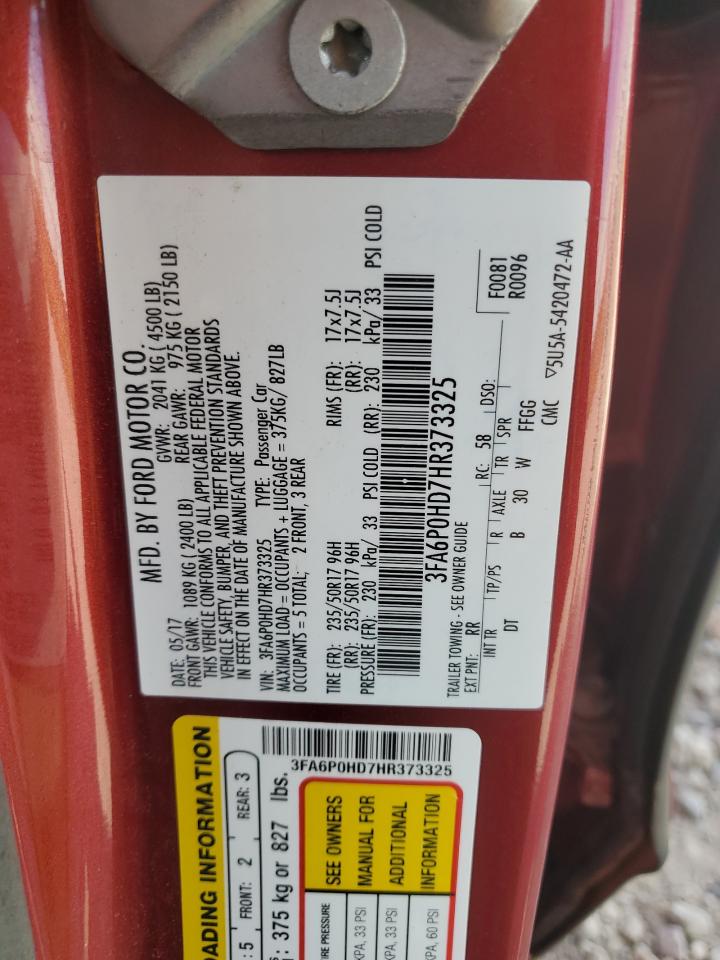 MFD. BY FORD MOTOR CO.
DATE: 05/17 GVWR: 2041 KG ( 4500 LB)
FRONT GAWR: 1089 KG ( 2400 LB) REAR GAWR: 975 KG ( 2150 LB)
THIS VEHICLE CONFORMS TO ALL APPLICABLE FEDERAL MOTOR
VEHICLE SAFETY, BUMPER, AND THEFT PREVENTION STANDARDS
IN EFFECT ON THE DATE OF MANUFACTURE SHOWN ABOVE.
VIN: 3FA6P0HD7HR373325 TYPE: Passenger Car
MAXIMUM LOAD = OCCUPANTS + LUGGAGE = 375KG/ 827LB
OCCUPANTS = 5 TOTAL; 2 FRONT, 3 REAR
TIRE (FR): 235/50R17 96H RIMS (FR): 17x7.5J
(RR): 235/50R17 96H (RR): 17x7.5J
PRESSURE (FR): 230 kPa/ 33 PSI COLD (RR): 230 kPa/ 33 PSI COLD
3FA6P0HD7HR373325
TRAILER TOWING - SEE OWNER GUIDE
EXT PNT: RR RC: 58 DSO: F0081
R0096
INT TR TP/PS R AXLE TR SPR
DT B 30 W FFGG
CMC ▽5U5A-5420472-AA
OADING INFORMATION
: 5 FRONT: 2 REAR: 3
: 375 kg or 827 lbs.
3FA6P0HD7HR373325
IRE PRESSURE SEE OWNERS
KPA, 33 PSI MANUAL FOR
KPA, 33 PSI ADDITIONAL
KPA, 60 PSI INFORMATION